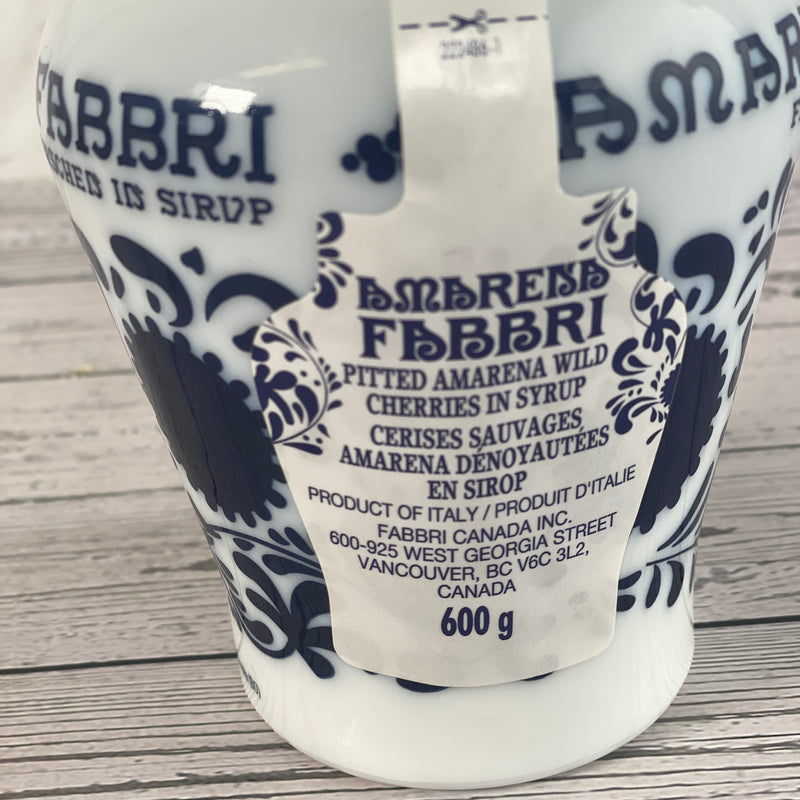 222486-1
FABBRI
IN SIRUP
AMAR
AMARENA
FABBRI
PITTED AMARENA WILD
CHERRIES IN SYRUP
CERISES SAUVAGES
AMARENA DÉNOYAUTÉES
EN SIROP
PRODUCT OF ITALY / PRODUIT D'ITALIE
FABBRI CANADA INC.
600-925 WEST GEORGIA STREET
VANCOUVER, BC V6C 3L2,
CANADA
600 g